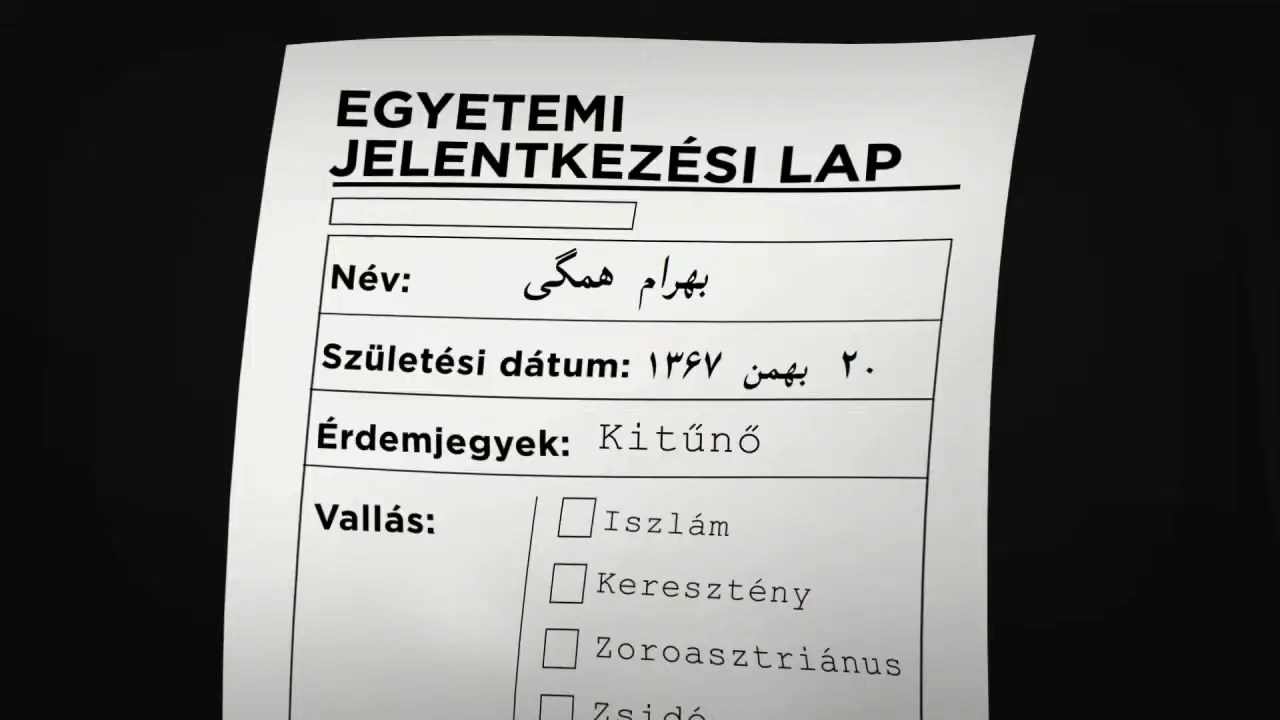 EGYETEMI
JELENTKEZÉSI LAP
Név: بهرام همگی
Születési dátum: ۲۰ بهمن ۱۳۶۷
Érdemjegyek: Kitűnő
Vallás:
Iszlám
Keresztény
Zoroasztriánus
Zsidó